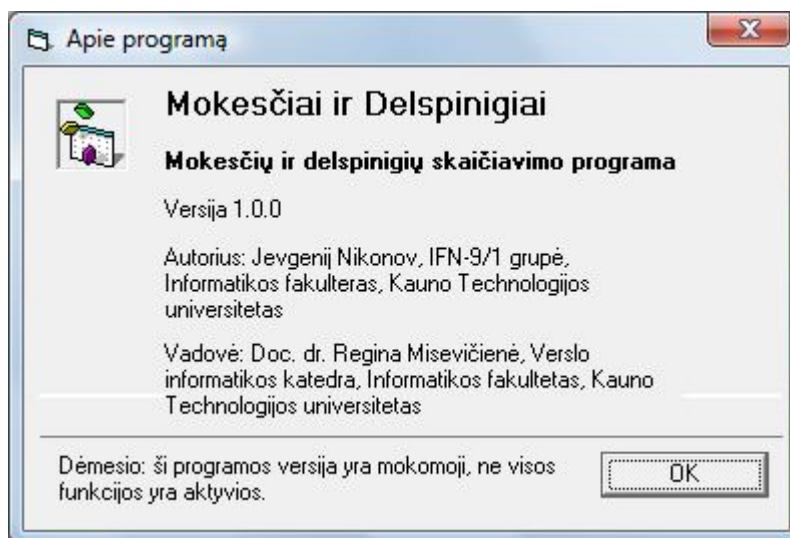 Apie programą
Mokesčiai ir Delspinigiai
Mokesčių ir delspinigių skaičiavimo programa
Versija 1.0.0
Autorius: Jevgenij Nikonov, IFN-9/1 grupė,
Informatikos fakulteras, Kauno Technologijos
universitetas
Vadovė: Doc. dr. Regina Misevičienė, Verslo
informatikos katedra, Informatikos fakultetas, Kauno
Technologijos universitetas
Dėmesio: ši programos versija yra mokomoji, ne visos
funkcijos yra aktyvios.
OK